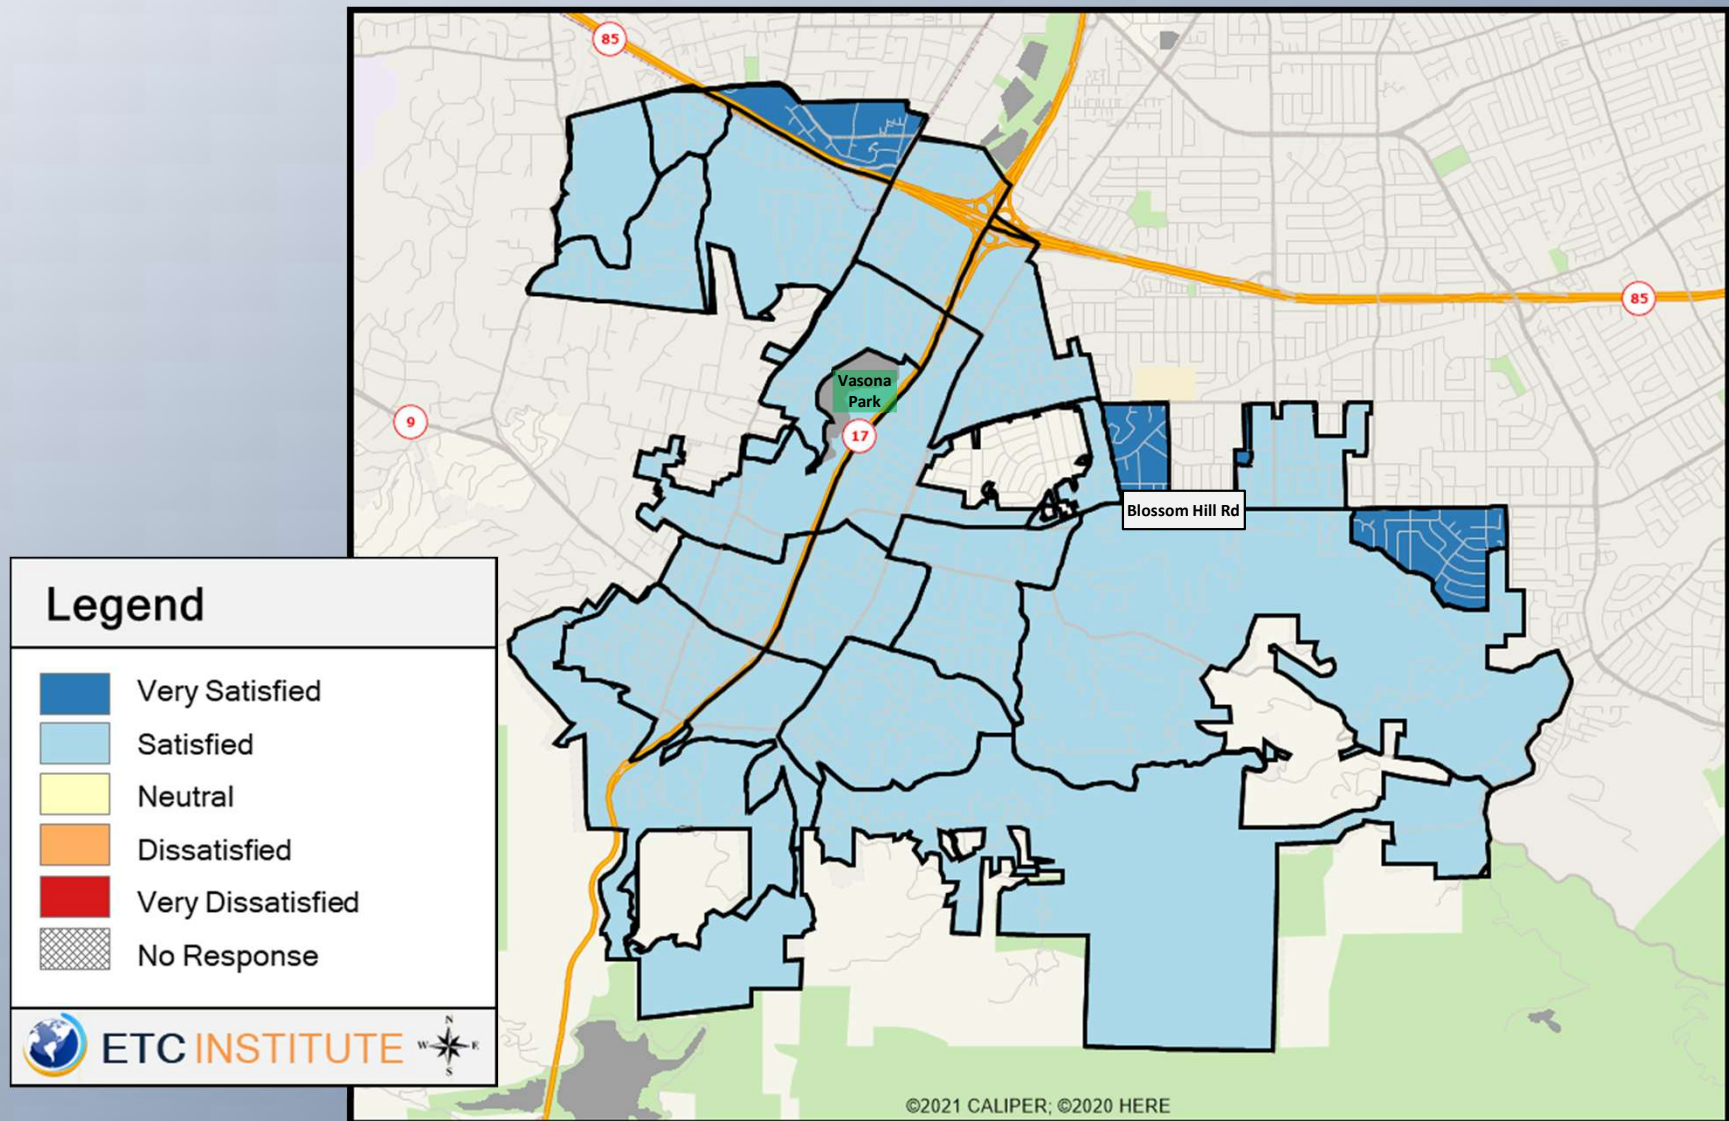 85
85
9
Vasona
Park
17
Blossom Hill Rd
Legend
Very Satisfied
Satisfied
Neutral
Dissatisfied
Very Dissatisfied
No Response
ETC INSTITUTE
N
W E
S
©2021 CALIPER; ©2020 HERE